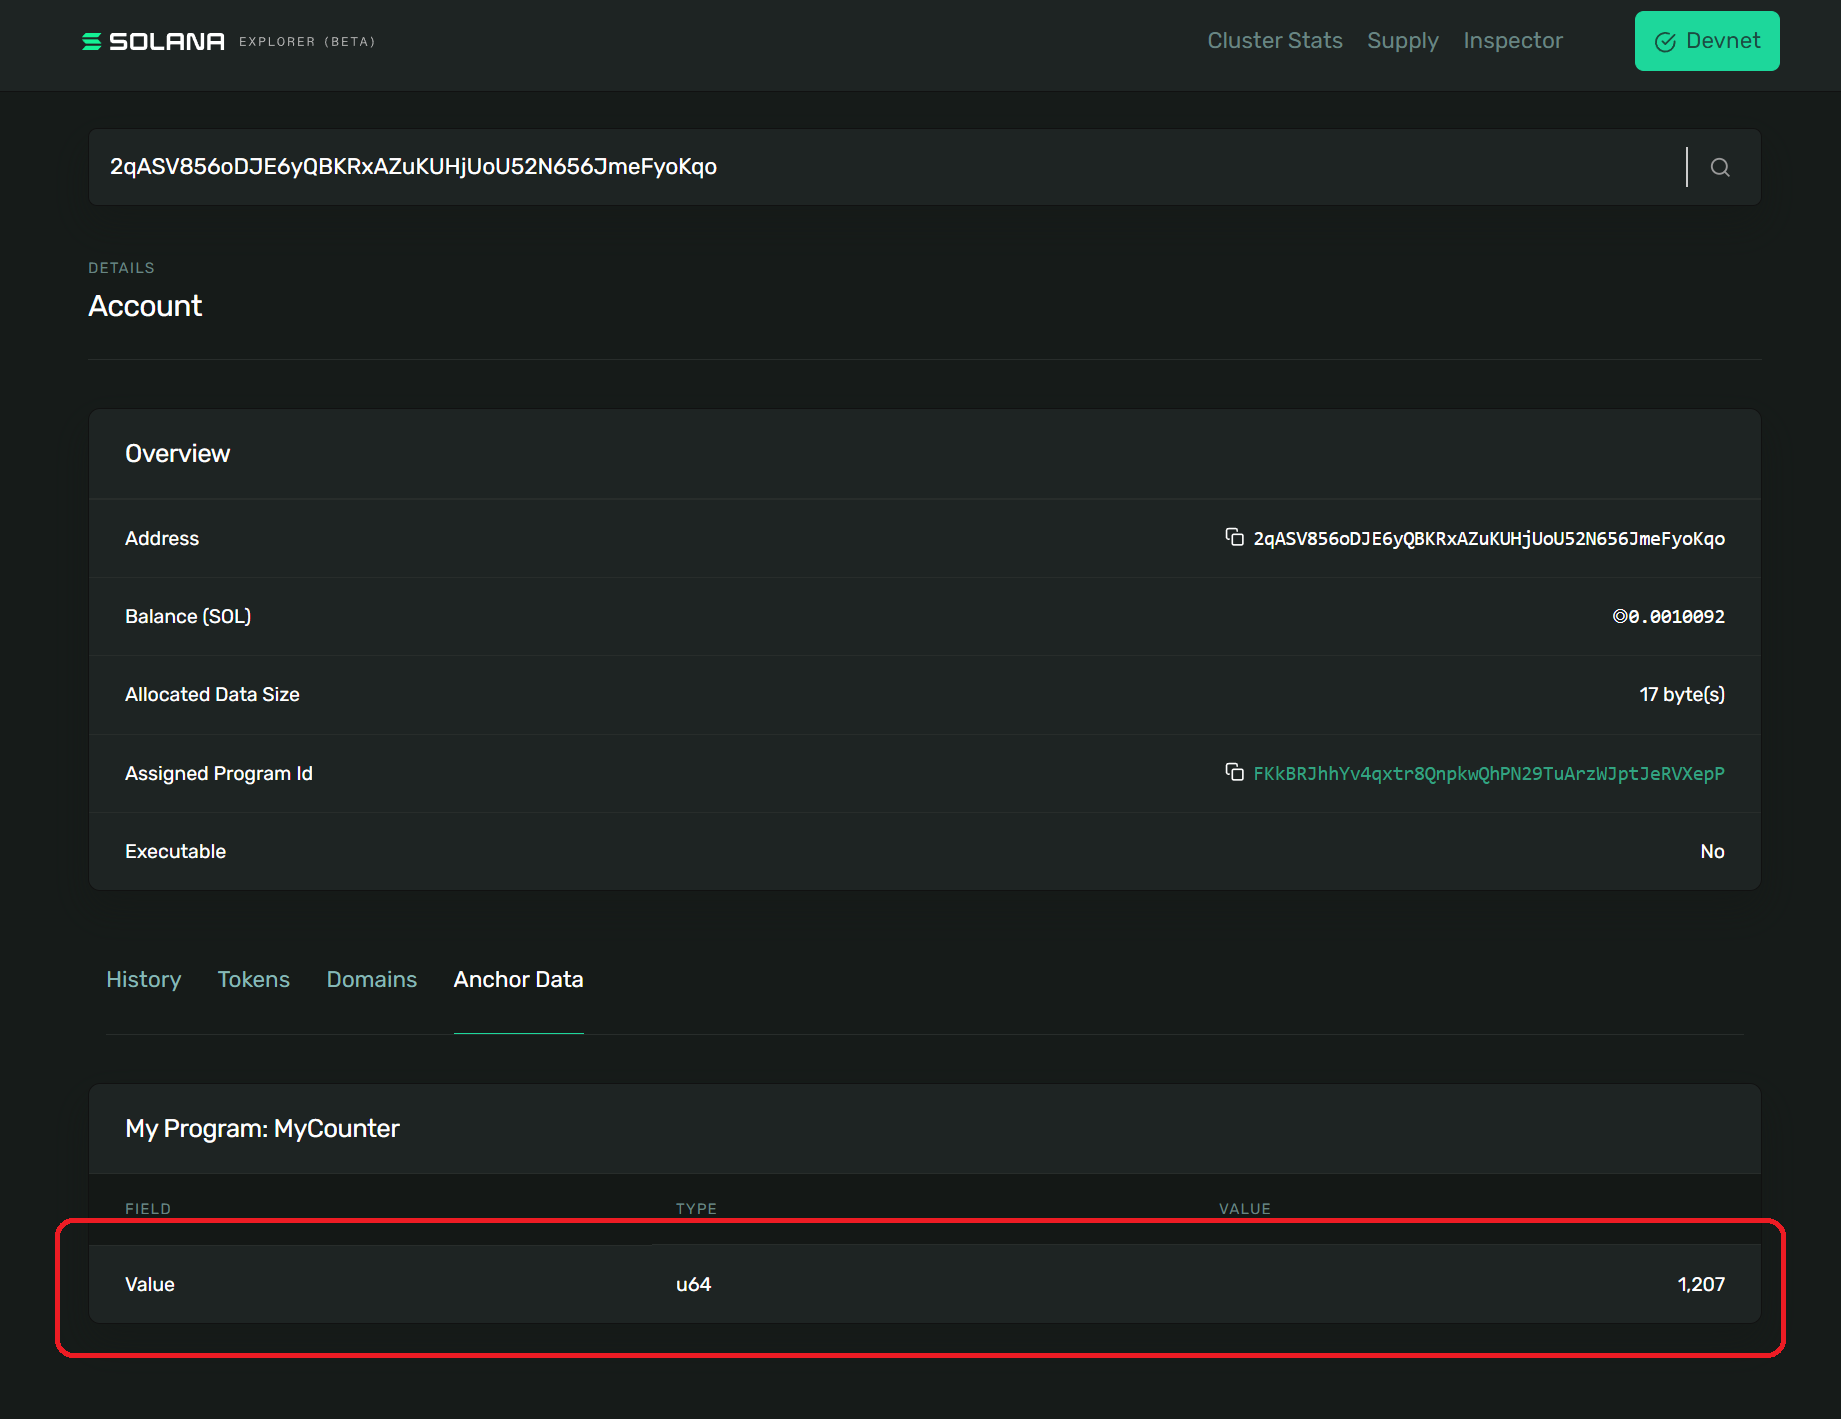 SOLANA EXPLORER (BETA) Cluster Stats Supply Inspector Devnet
2qASV856oDJE6yQBKRxAZuKUHjUoU52N656JmeFyoKqo
DETAILS
Account
Overview
Address 2qASV856oDJE6yQBKRxAZuKUHjUoU52N656JmeFyoKqo
Balance (SOL) ◎0.0010092
Allocated Data Size 17 byte(s)
Assigned Program Id FKkBRJhhYv4qxtr8QnpkwQhPN29TuArzWJptJeRVXepP
Executable No
History Tokens Domains Anchor Data
My Program: MyCounter
FIELD TYPE VALUE
Value u64 1,207